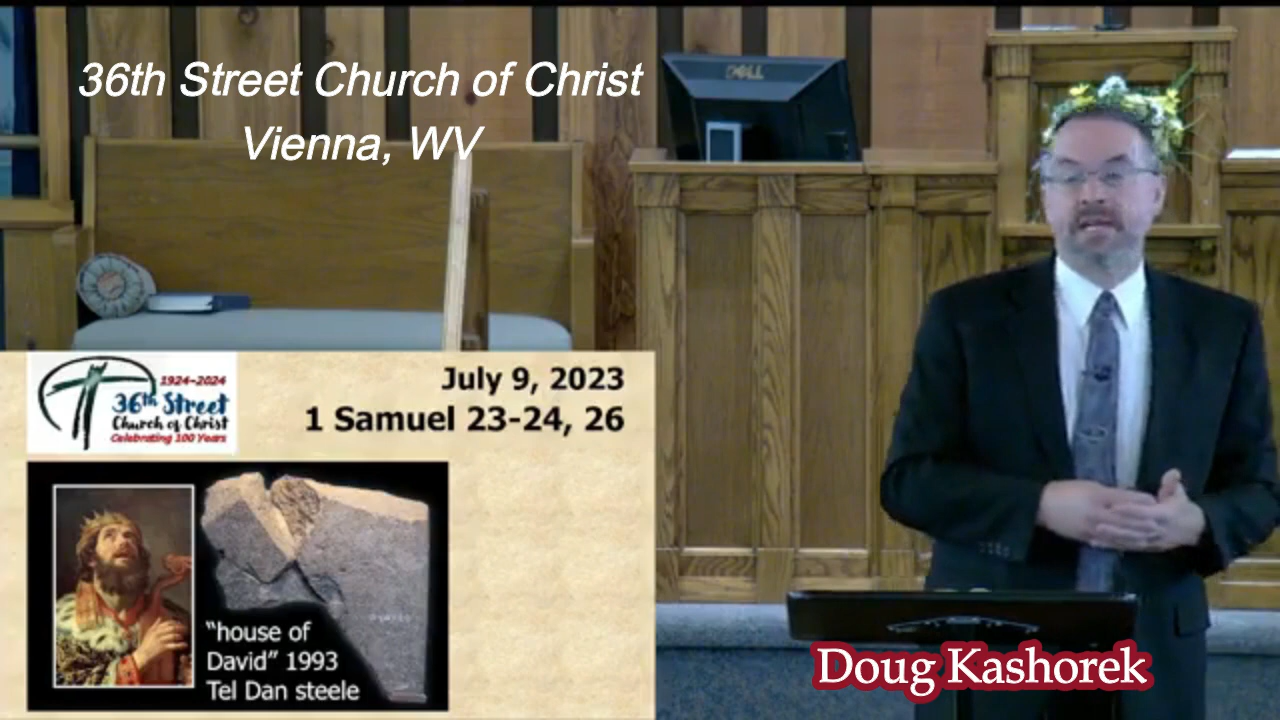 36th Street Church of Christ
Vienna, WV
DELL
1924-2024
36th Street
Church of Christ
Celebrating 100 Years
July 9, 2023
1 Samuel 23-24, 26
“house of
David” 1993
Tel Dan steele
Doug Kashorek